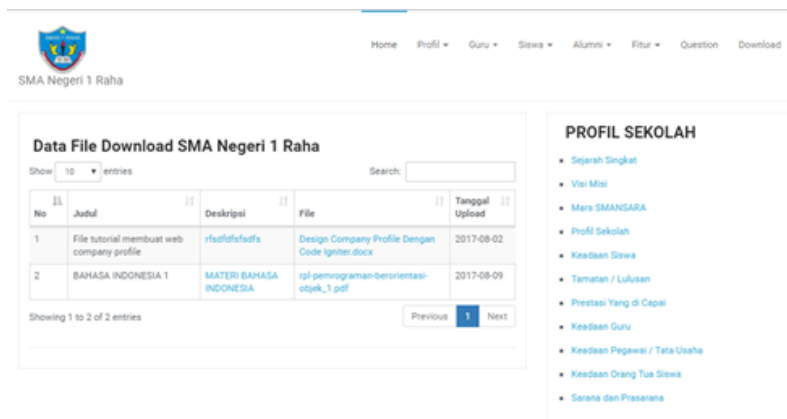 SMA Negeri 1 Raha
Home Profil Guru Siswa Alumni Fitur Question Download
Data File Download SMA Negeri 1 Raha
Show 10 entries Search:
No Judul Deskripsi File Tanggal Upload
1 File tutorial membuat web company profile rfsdfdfsfsdfs Design Company Profile Dengan Code Igniter.docx 2017-08-02
2 BAHASA INDONESIA 1 MATERI BAHASA INDONESIA rpl-pemrograman-berorientasi-objek_1.pdf 2017-08-09
Showing 1 to 2 of 2 entries Previous 1 Next
PROFIL SEKOLAH
Sejarah Singkat
Visi Misi
Mars SMANSARA
Profil Sekolah
Keadaan Siswa
Tamatan / Lulusan
Prestasi Yang di Capai
Keadaan Guru
Keadaan Pegawai / Tata Usaha
Keadaan Orang Tua Siswa
Sarana dan Prasarana